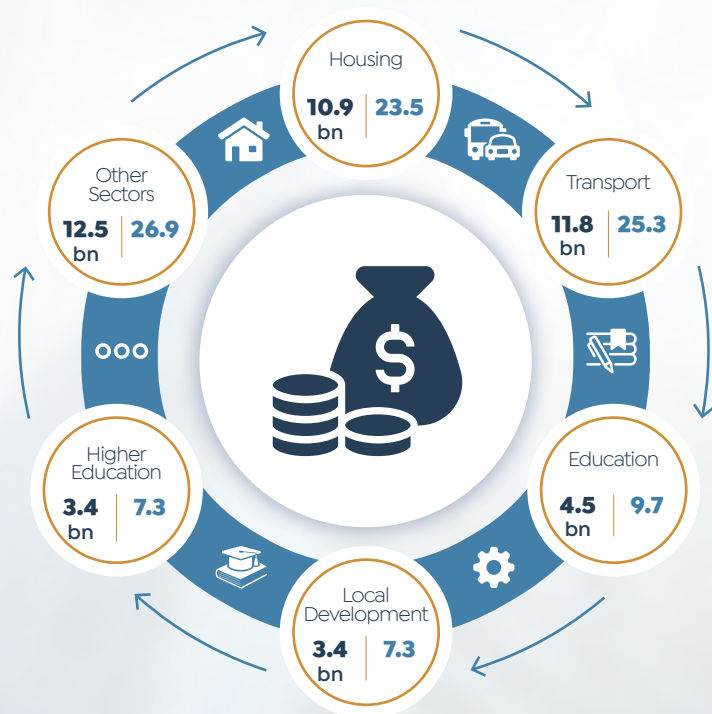 Housing
10.9 23.5
bn
Transport
11.8 25.3
bn
Education
4.5 9.7
bn
Local
Development
3.4 7.3
bn
Higher
Education
3.4 7.3
bn
Other
Sectors
12.5 26.9
bn
$